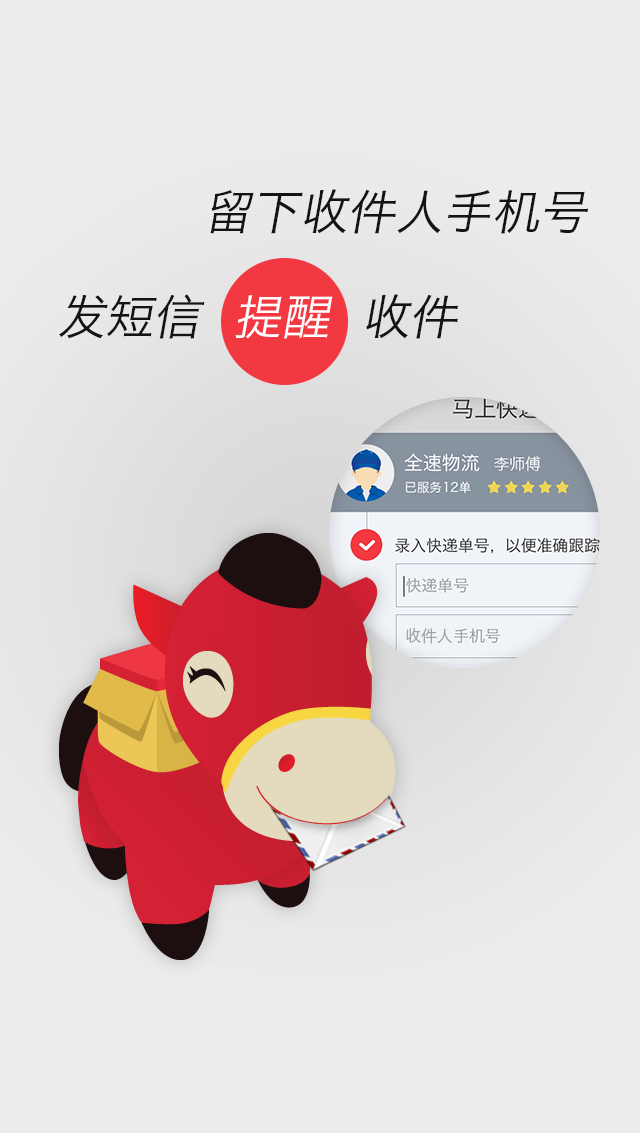 留下收件人手机号
发短信 提醒 收件
马上快递
全速物流 李师傅
已服务12单
录入快递单号，以便准确跟踪
快递单号
收件人手机号